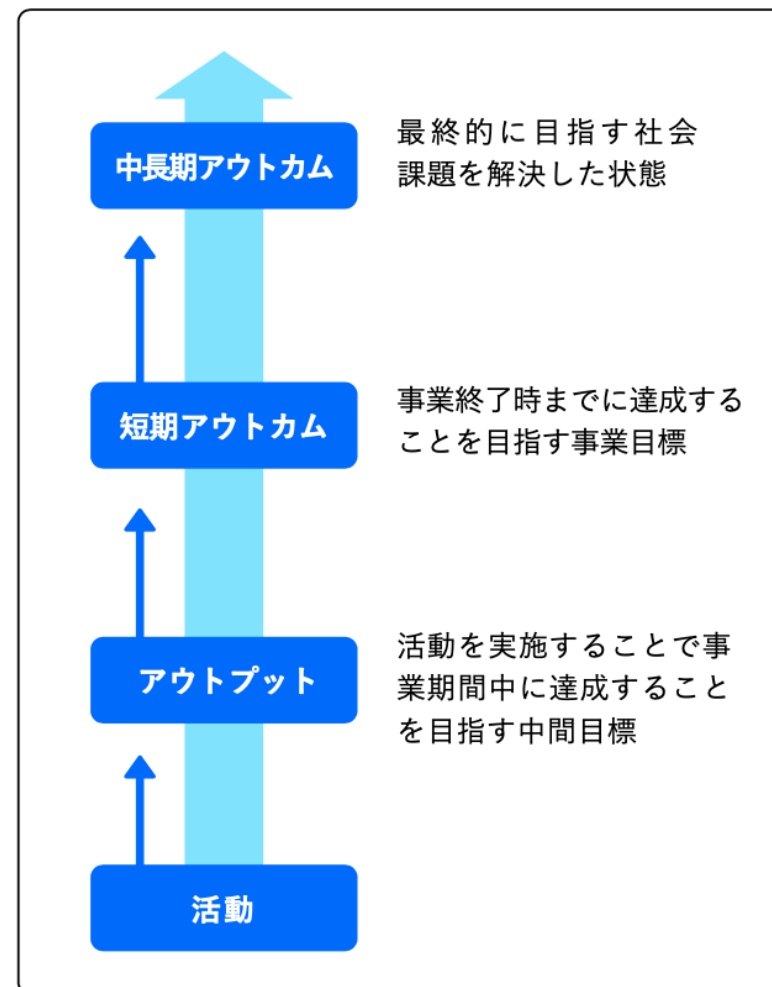 中長期アウトカム
最終的に目指す社会
課題を解決した状態
短期アウトカム
事業終了時までに達成する
ことを目指す事業目標
アウトプット
活動を実施することで事
業期間中に達成すること
を目指す中間目標
活動